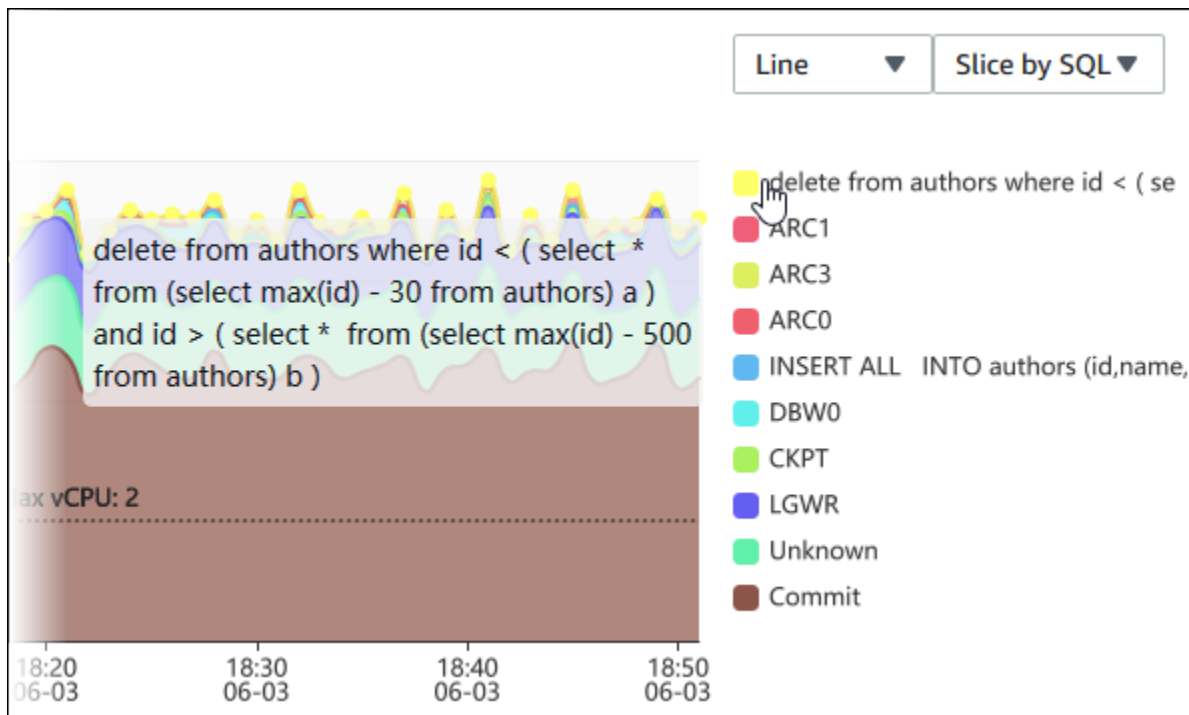 Line
Slice by SQL
delete from authors where id < ( se
ARC1
ARC3
ARC0
INSERT ALL   INTO authors (id,name,
DBW0
CKPT
LGWR
Unknown
Commit
delete from authors where id < ( select  *
from (select max(id) - 30 from authors) a )
and id > ( select *  from (select max(id) - 500
from authors) b )
vCPU: 2
18:20 18:30 18:40 18:50
06-03 06-03 06-03 06-03